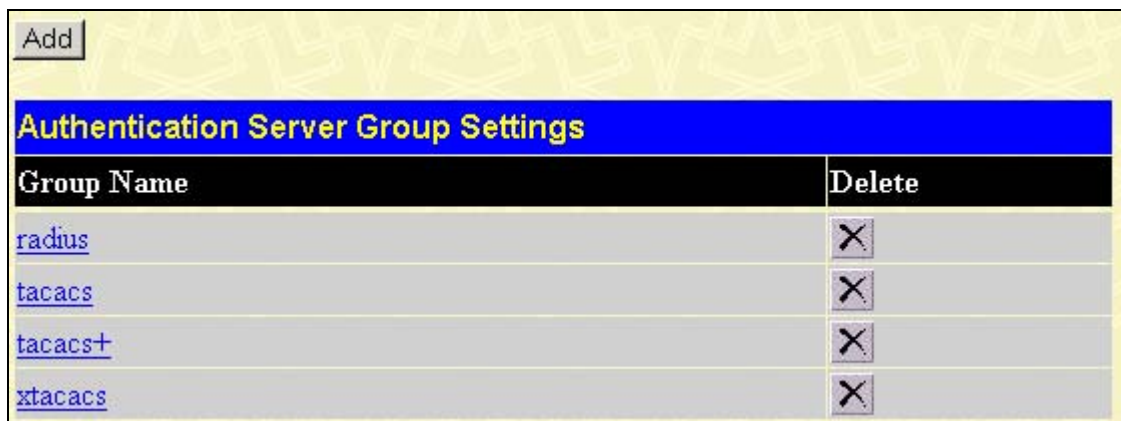 Add
Authentication Server Group Settings
Group Name Delete
radius
tacacs
tacacs+
xtacacs